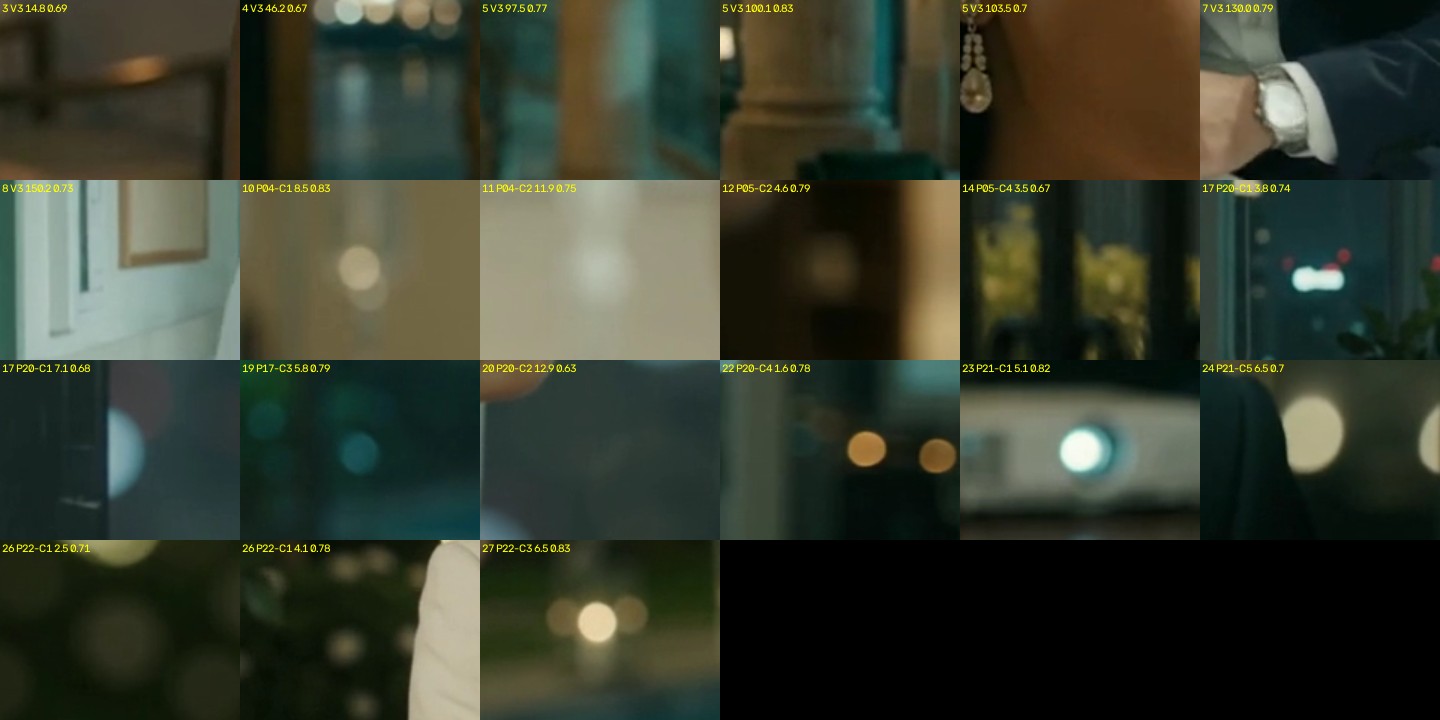 3 V3 14.8 0.69
4 V3 46.2 0.67
5 V3 97.5 0.77
5 V3 100.1 0.83
5 V3 103.5 0.7
7 V3 130.0 0.79
8 V3 150.2 0.73
10 P04-C1 8.5 0.83
11 P04-C2 11.9 0.75
12 P05-C2 4.6 0.79
14 P05-C4 3.5 0.67
17 P20-C1 3.8 0.74
17 P20-C1 7.1 0.68
19 P17-C3 5.8 0.79
20 P20-C2 12.9 0.63
22 P20-C4 1.6 0.78
23 P21-C1 5.1 0.82
24 P21-C5 6.5 0.7
26 P22-C1 2.5 0.71
26 P22-C1 4.1 0.78
27 P22-C3 6.5 0.83